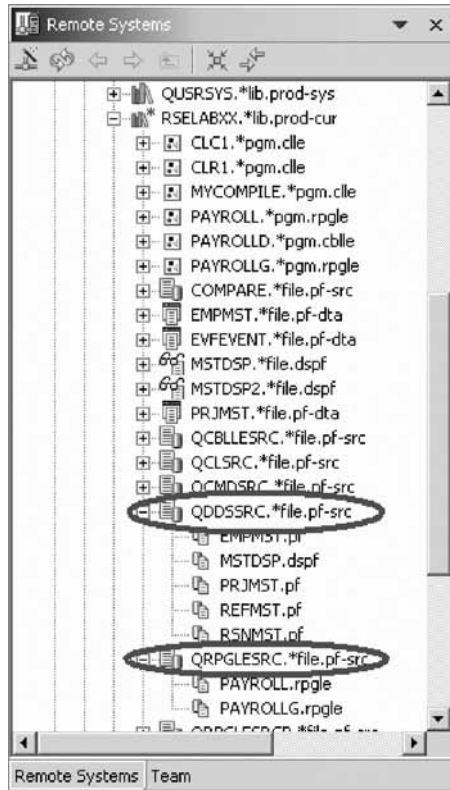 Remote Systems
QUSRSYS.*lib.prod-sys
RSELABXX.*lib.prod-cur
CLC1.*pgm.clle
CLR1.*pgm.clle
MYCOMPILE.*pgm.clle
PAYROLL.*pgm.rpgle
PAYROLLD.*pgm.cblle
PAYROLLG.*pgm.rpgle
COMPARE.*file.pf-src
EMPMST.*file.pf-dta
EVFEVENT.*file.pf-dta
MSTDSP.*file.dspf
MSTDSP2.*file.dspf
PRJMST.*file.pf-dta
QCBLLESRC.*file.pf-src
QCLSRC.*file.pf-src
QCMDSRC.*file.pf-src
QDDSSRC.*file.pf-src
EMPMST.pf
MSTDSP.dspf
PRJMST.pf
REFMST.pf
RSNMST.pf
QRPGLESRC.*file.pf-src
PAYROLL.rpgle
PAYROLLG.rpgle
Remote Systems Team